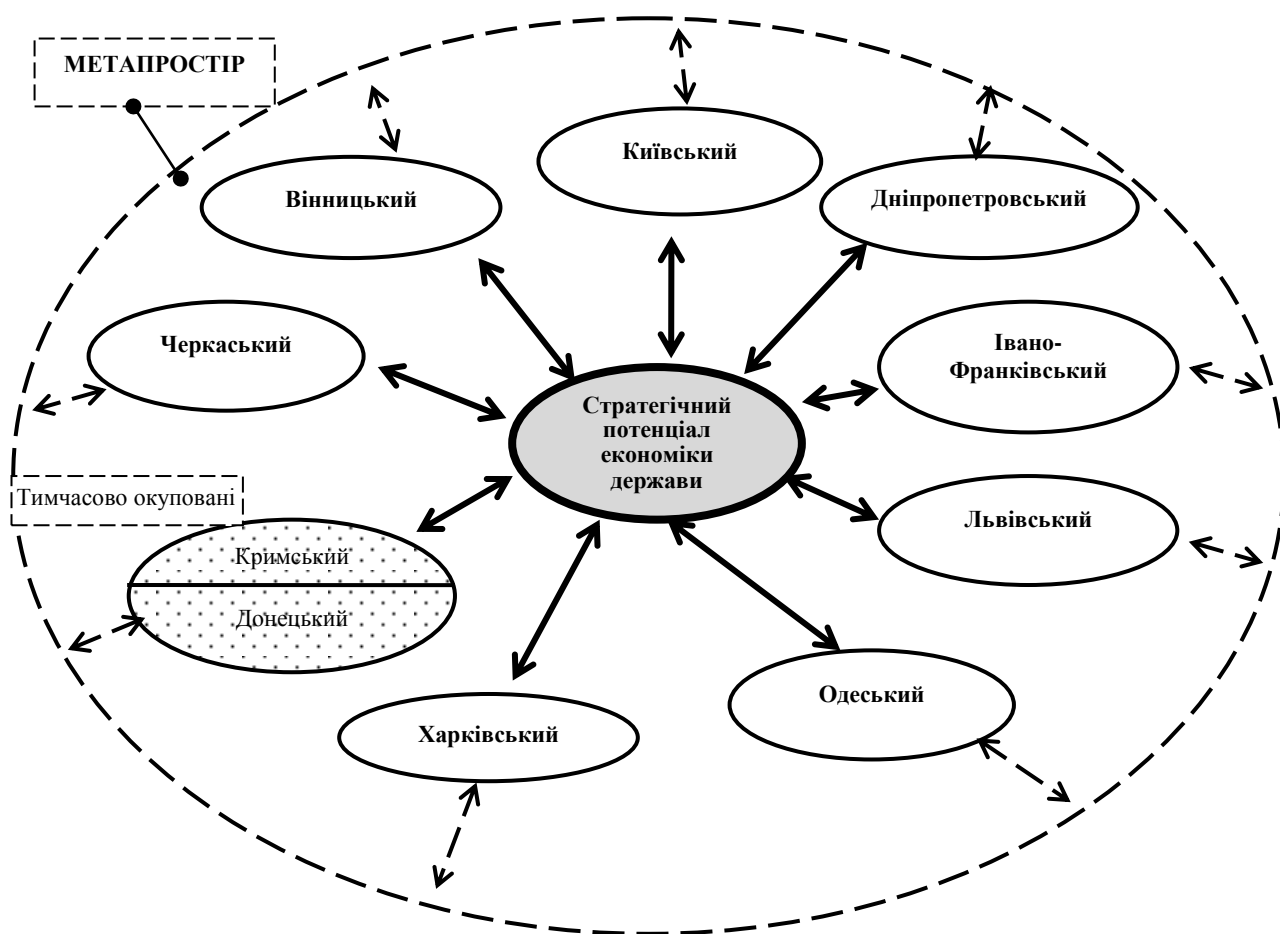 МЕТАПРОСТІР
Київський
Вінницький
Дніпропетровський
Черкаський
Івано-
Франківський
Стратегічний
потенціал
економіки
держави
Тимчасово окуповані
Львівський
Кримський
Донецький
Одеський
Харківський